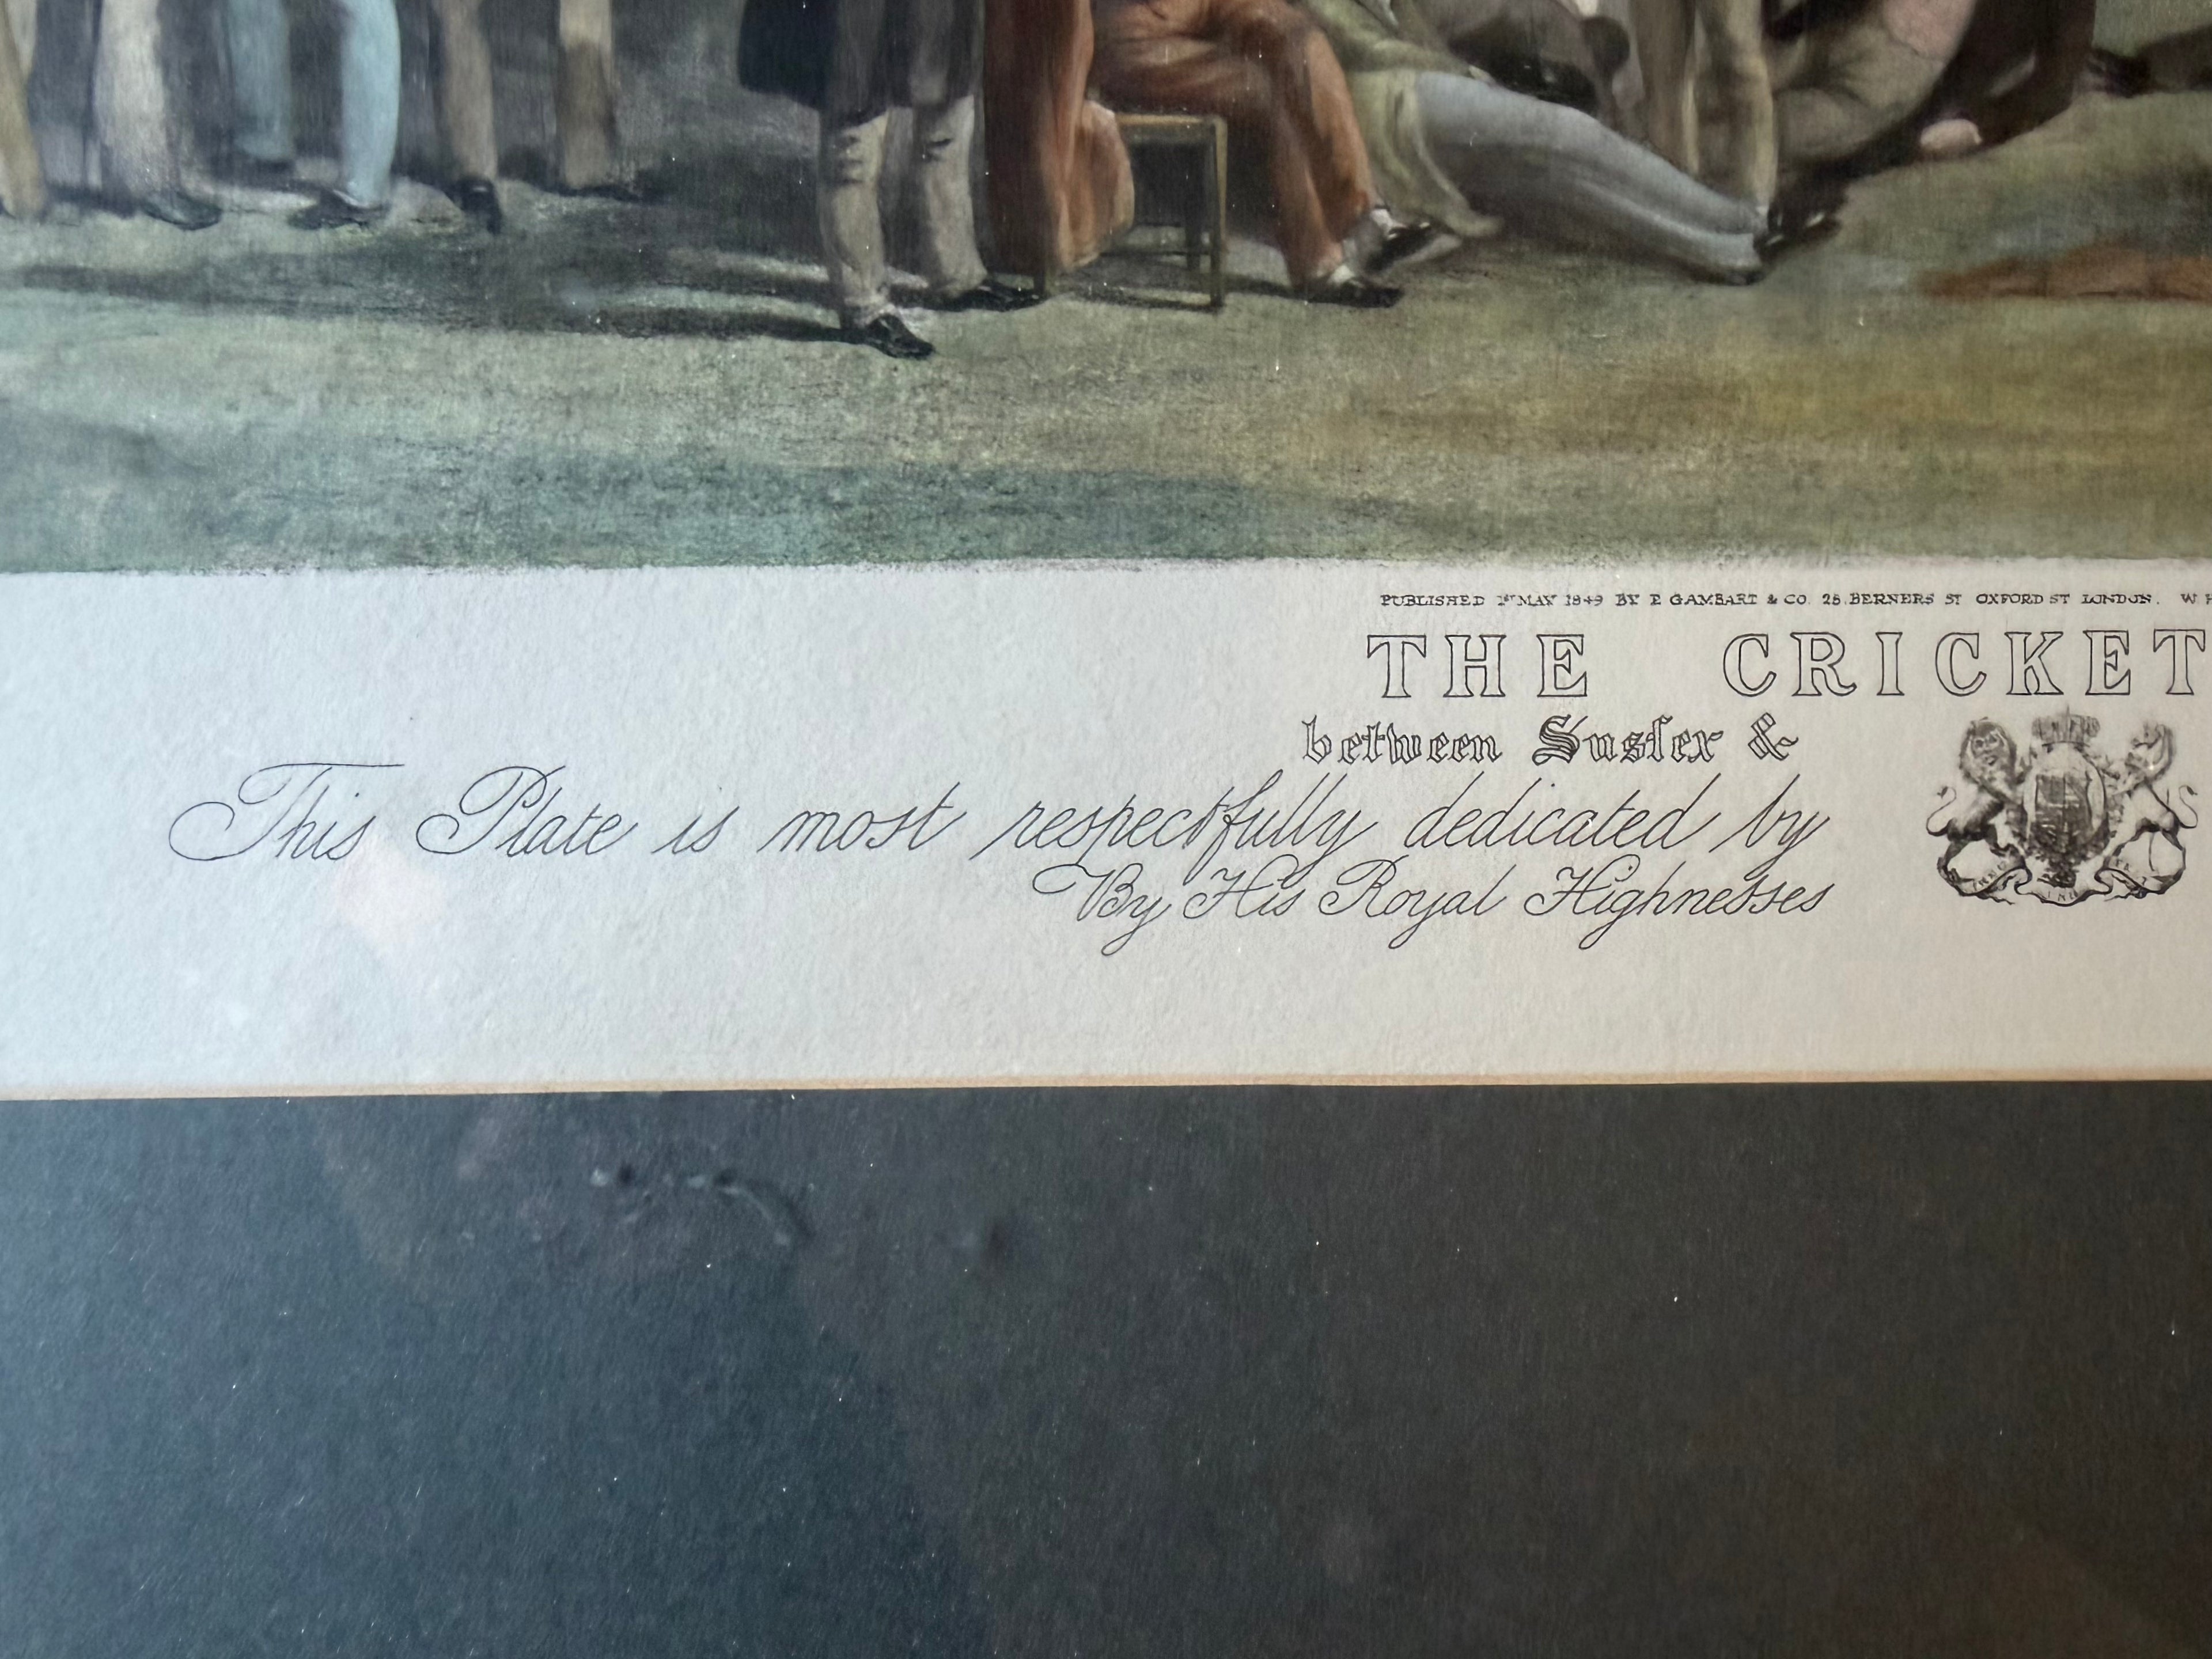 PUBLISHED 1ST MAY 1849 BY E GAMBART & CO. 25, BERNERS ST OXFORD ST LONDON. W H
THE CRICKET
between Susſex &
This Plate is most respectfully dedicated by
By His Royal Highnesses